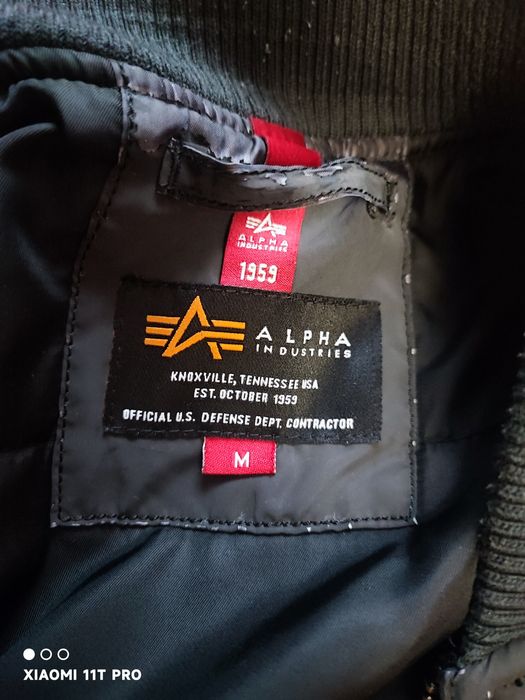 ALPHA
INDUSTRIES
1959
ALPHA
INDUSTRIES
KNOXVILLE, TENNESSEE USA
EST. OCTOBER 1959
OFFICIAL U.S. DEFENSE DEPT. CONTRACTOR
M
XIAOMI 11T PRO